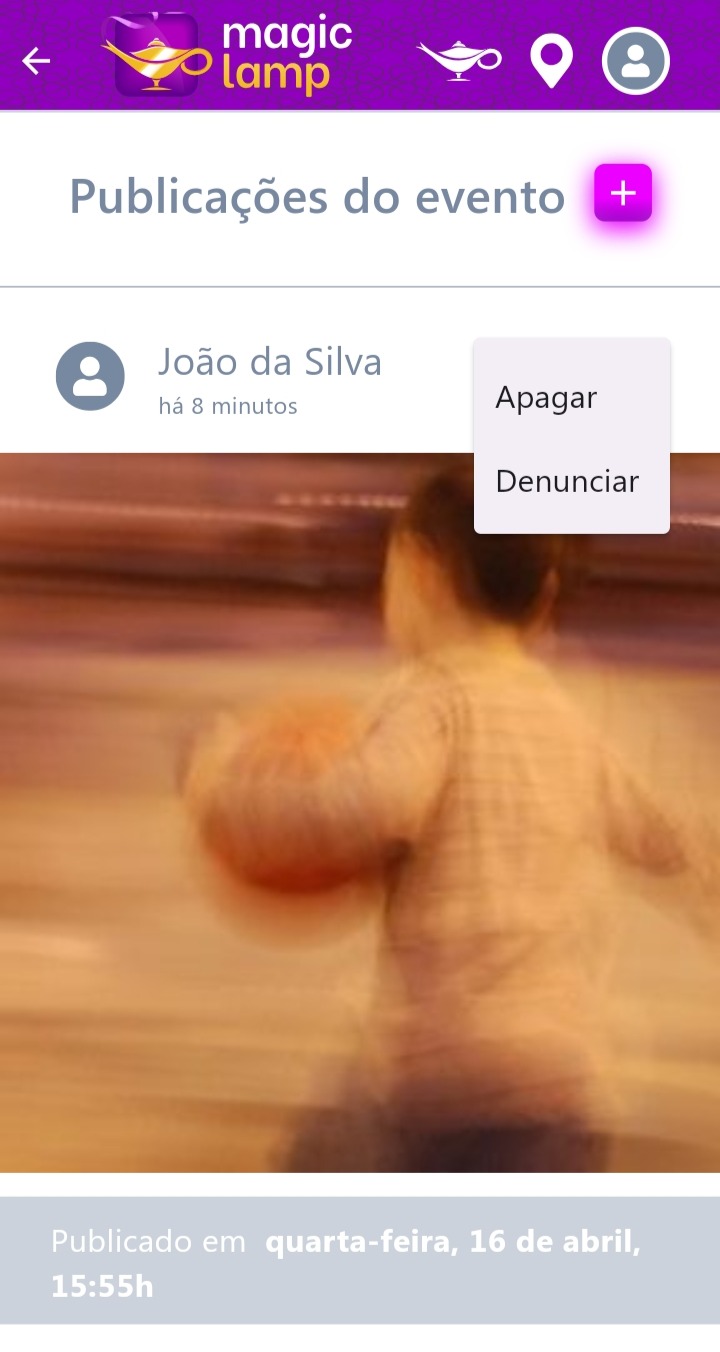 magic
lamp
Publicações do evento
João da Silva
há 8 minutos
Apagar
Denunciar
Publicado em quarta-feira, 16 de abril,
15:55h